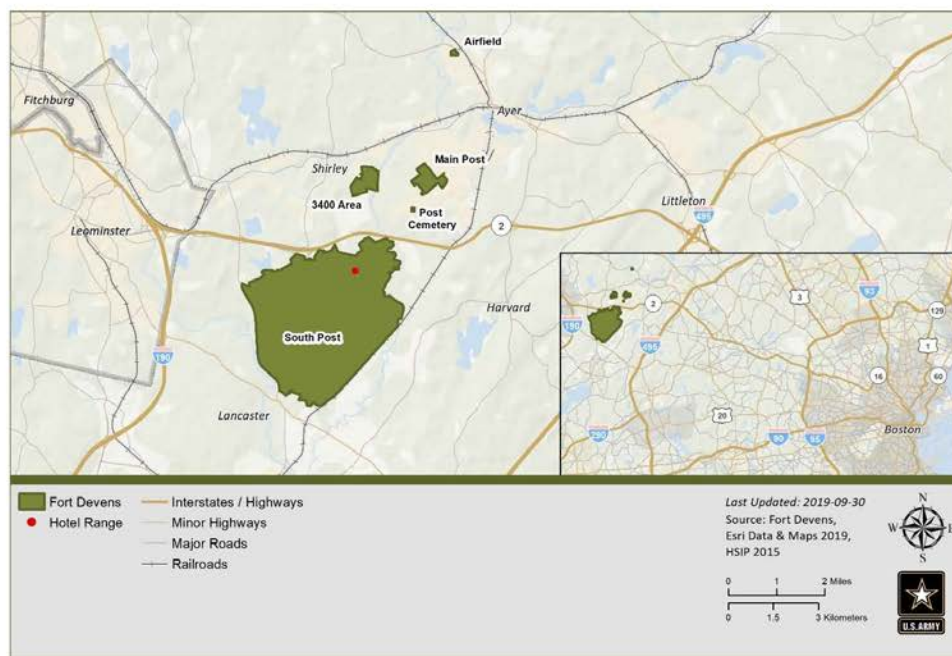 Airfield
Fitchburg
Ayer
Main Post
Shirley
3400 Area
Post
Cemetery
Littleton
495
2
Leominster
Harvard
South Post
190
Lancaster
93
3
2
129
190
495
1
16
60
20
Boston
290
90
95
Fort Devens
Hotel Range
Interstates / Highways
Minor Highways
Major Roads
Railroads
Last Updated: 2019-09-30
Source: Fort Devens,
Esri Data & Maps 2019,
HSIP 2015
N
W
E
S
0 1 2 Miles
0 1.5 3 Kilometers
U.S.ARMY